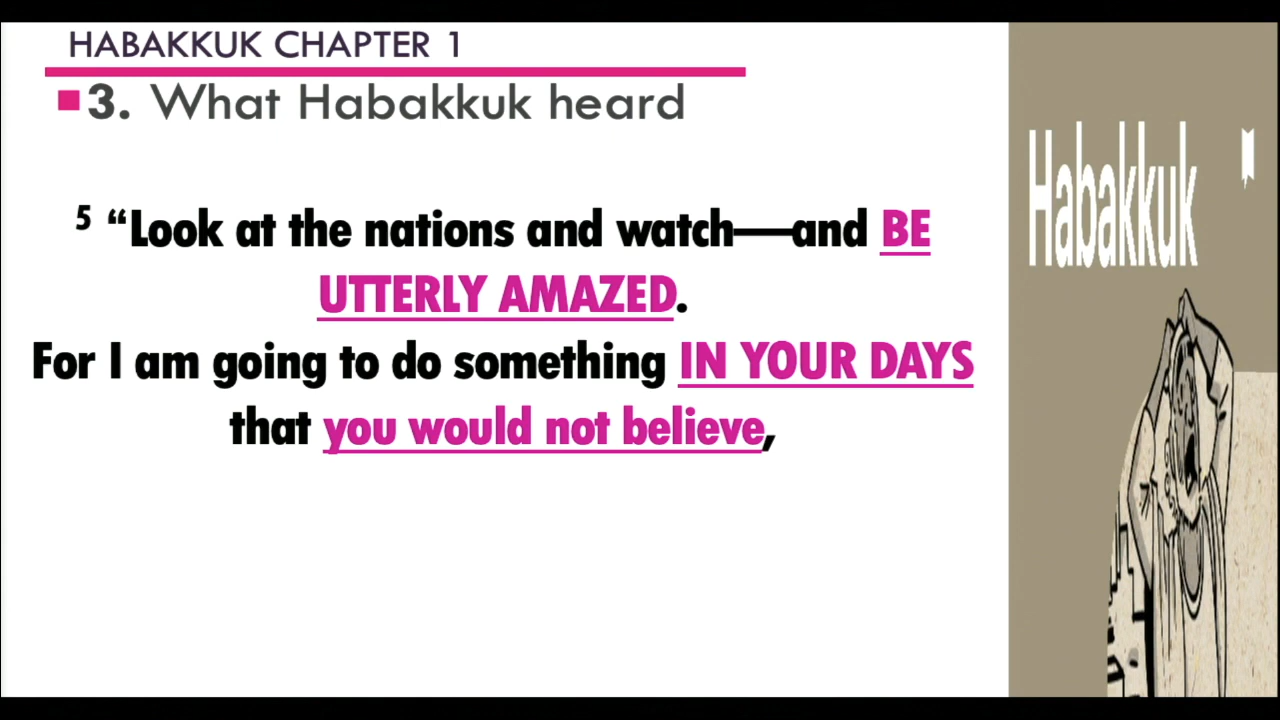 HABAKKUK CHAPTER 1
3. What Habakkuk heard
5 “Look at the nations and watch—and BE
UTTERLY AMAZED.
For I am going to do something IN YOUR DAYS
that you would not believe,
Habakkuk